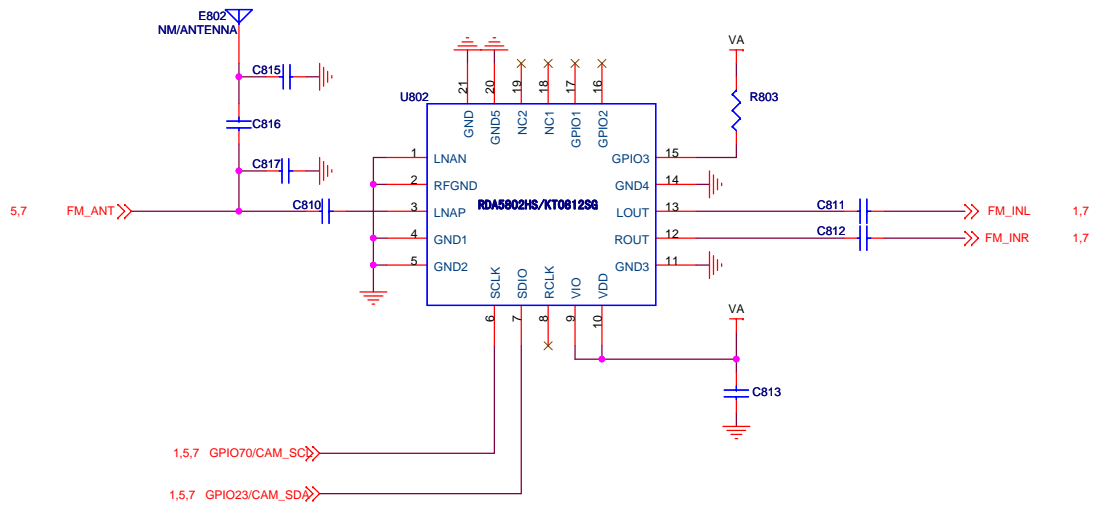 E802
NM/ANTENNA
C815
C816
C817
5,7 FM_ANT
C810
U802
21 20 19 18 17 16
GND GND5 NC2 NC1 GPIO1 GPIO2
VA
R803
1 LNAN
2 RFGND
3 LNAP
4 GND1
5 GND2
RDA5802HS/KT0812SG
GPIO3 15
GND4 14
LOUT 13
ROUT 12
GND3 11
C811
FM_INL 1,7
C812
FM_INR 1,7
SCLK SDIO RCLK VIO VDD
6 7 8 9 10
VA
C813
1,5,7 GPIO70/CAM_SCL
1,5,7 GPIO23/CAM_SDA